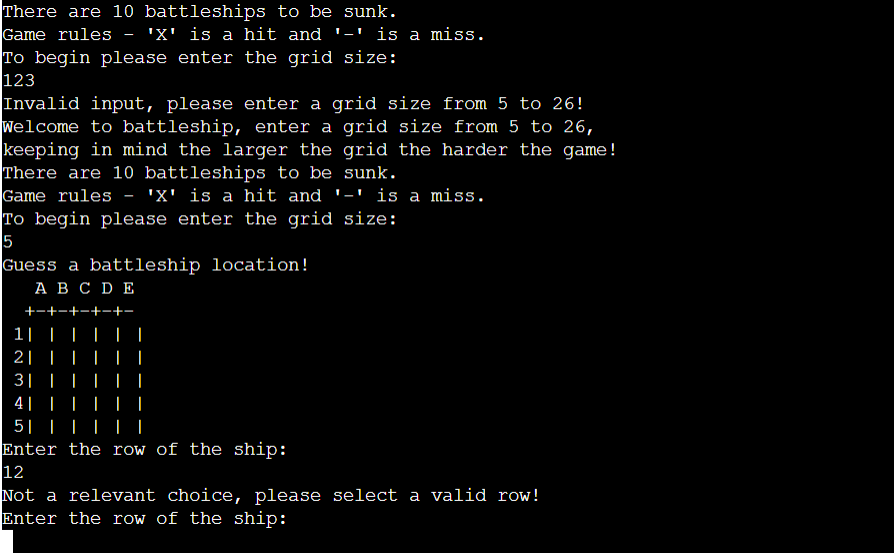 There are 10 battleships to be sunk.
Game rules - 'X' is a hit and '-' is a miss.
To begin please enter the grid size:
123
Invalid input, please enter a grid size from 5 to 26!
Welcome to battleship, enter a grid size from 5 to 26,
keeping in mind the larger the grid the harder the game!
There are 10 battleships to be sunk.
Game rules - 'X' is a hit and '-' is a miss.
To begin please enter the grid size:
5
Guess a battleship location!
   A B C D E
  +-+-+-+-+-
 1| | | | | |
 2| | | | | |
 3| | | | | |
 4| | | | | |
 5| | | | | |
Enter the row of the ship:
12
Not a relevant choice, please select a valid row!
Enter the row of the ship: